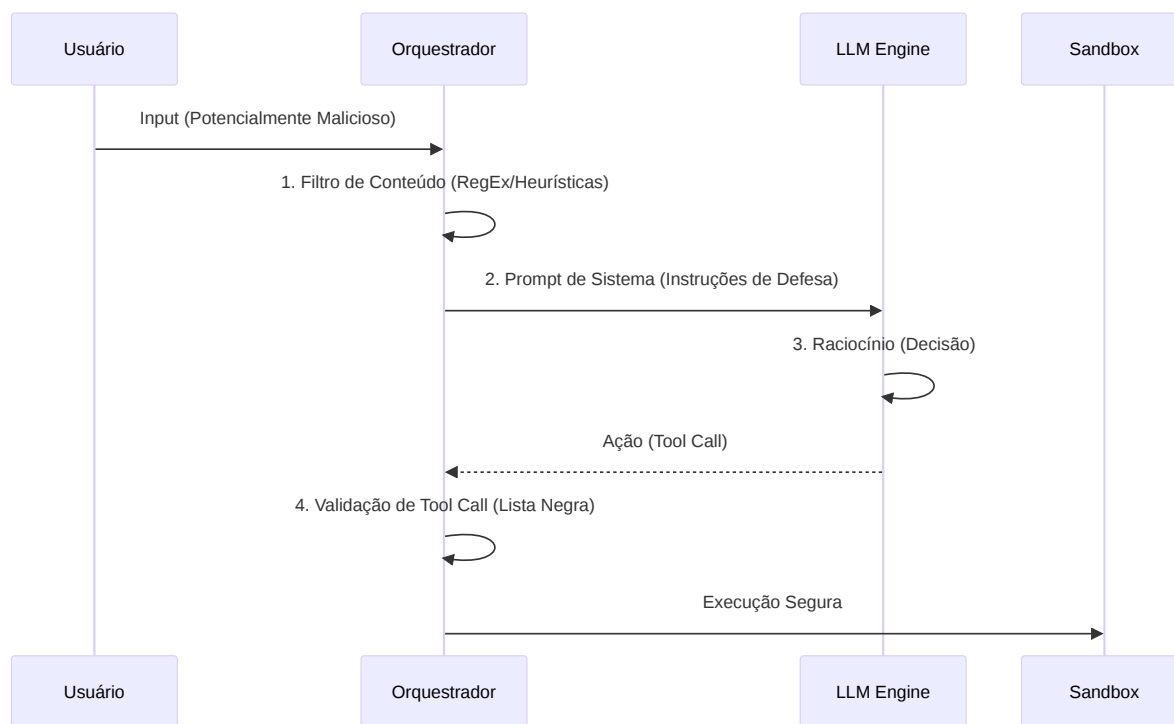 Usuário
Orquestrador
LLM Engine
Sandbox
Input (Potencialmente Malicioso)
1. Filtro de Conteúdo (RegEx/Heurísticas)
2. Prompt de Sistema (Instruções de Defesa)
3. Raciocínio (Decisão)
Ação (Tool Call)
4. Validação de Tool Call (Lista Negra)
Execução Segura
Usuário
Orquestrador
LLM Engine
Sandbox